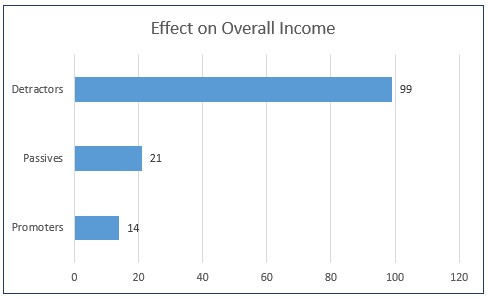 Effect on Overall Income
Detractors 99
Passives 21
Promoters 14
0 20 40 60 80 100 120